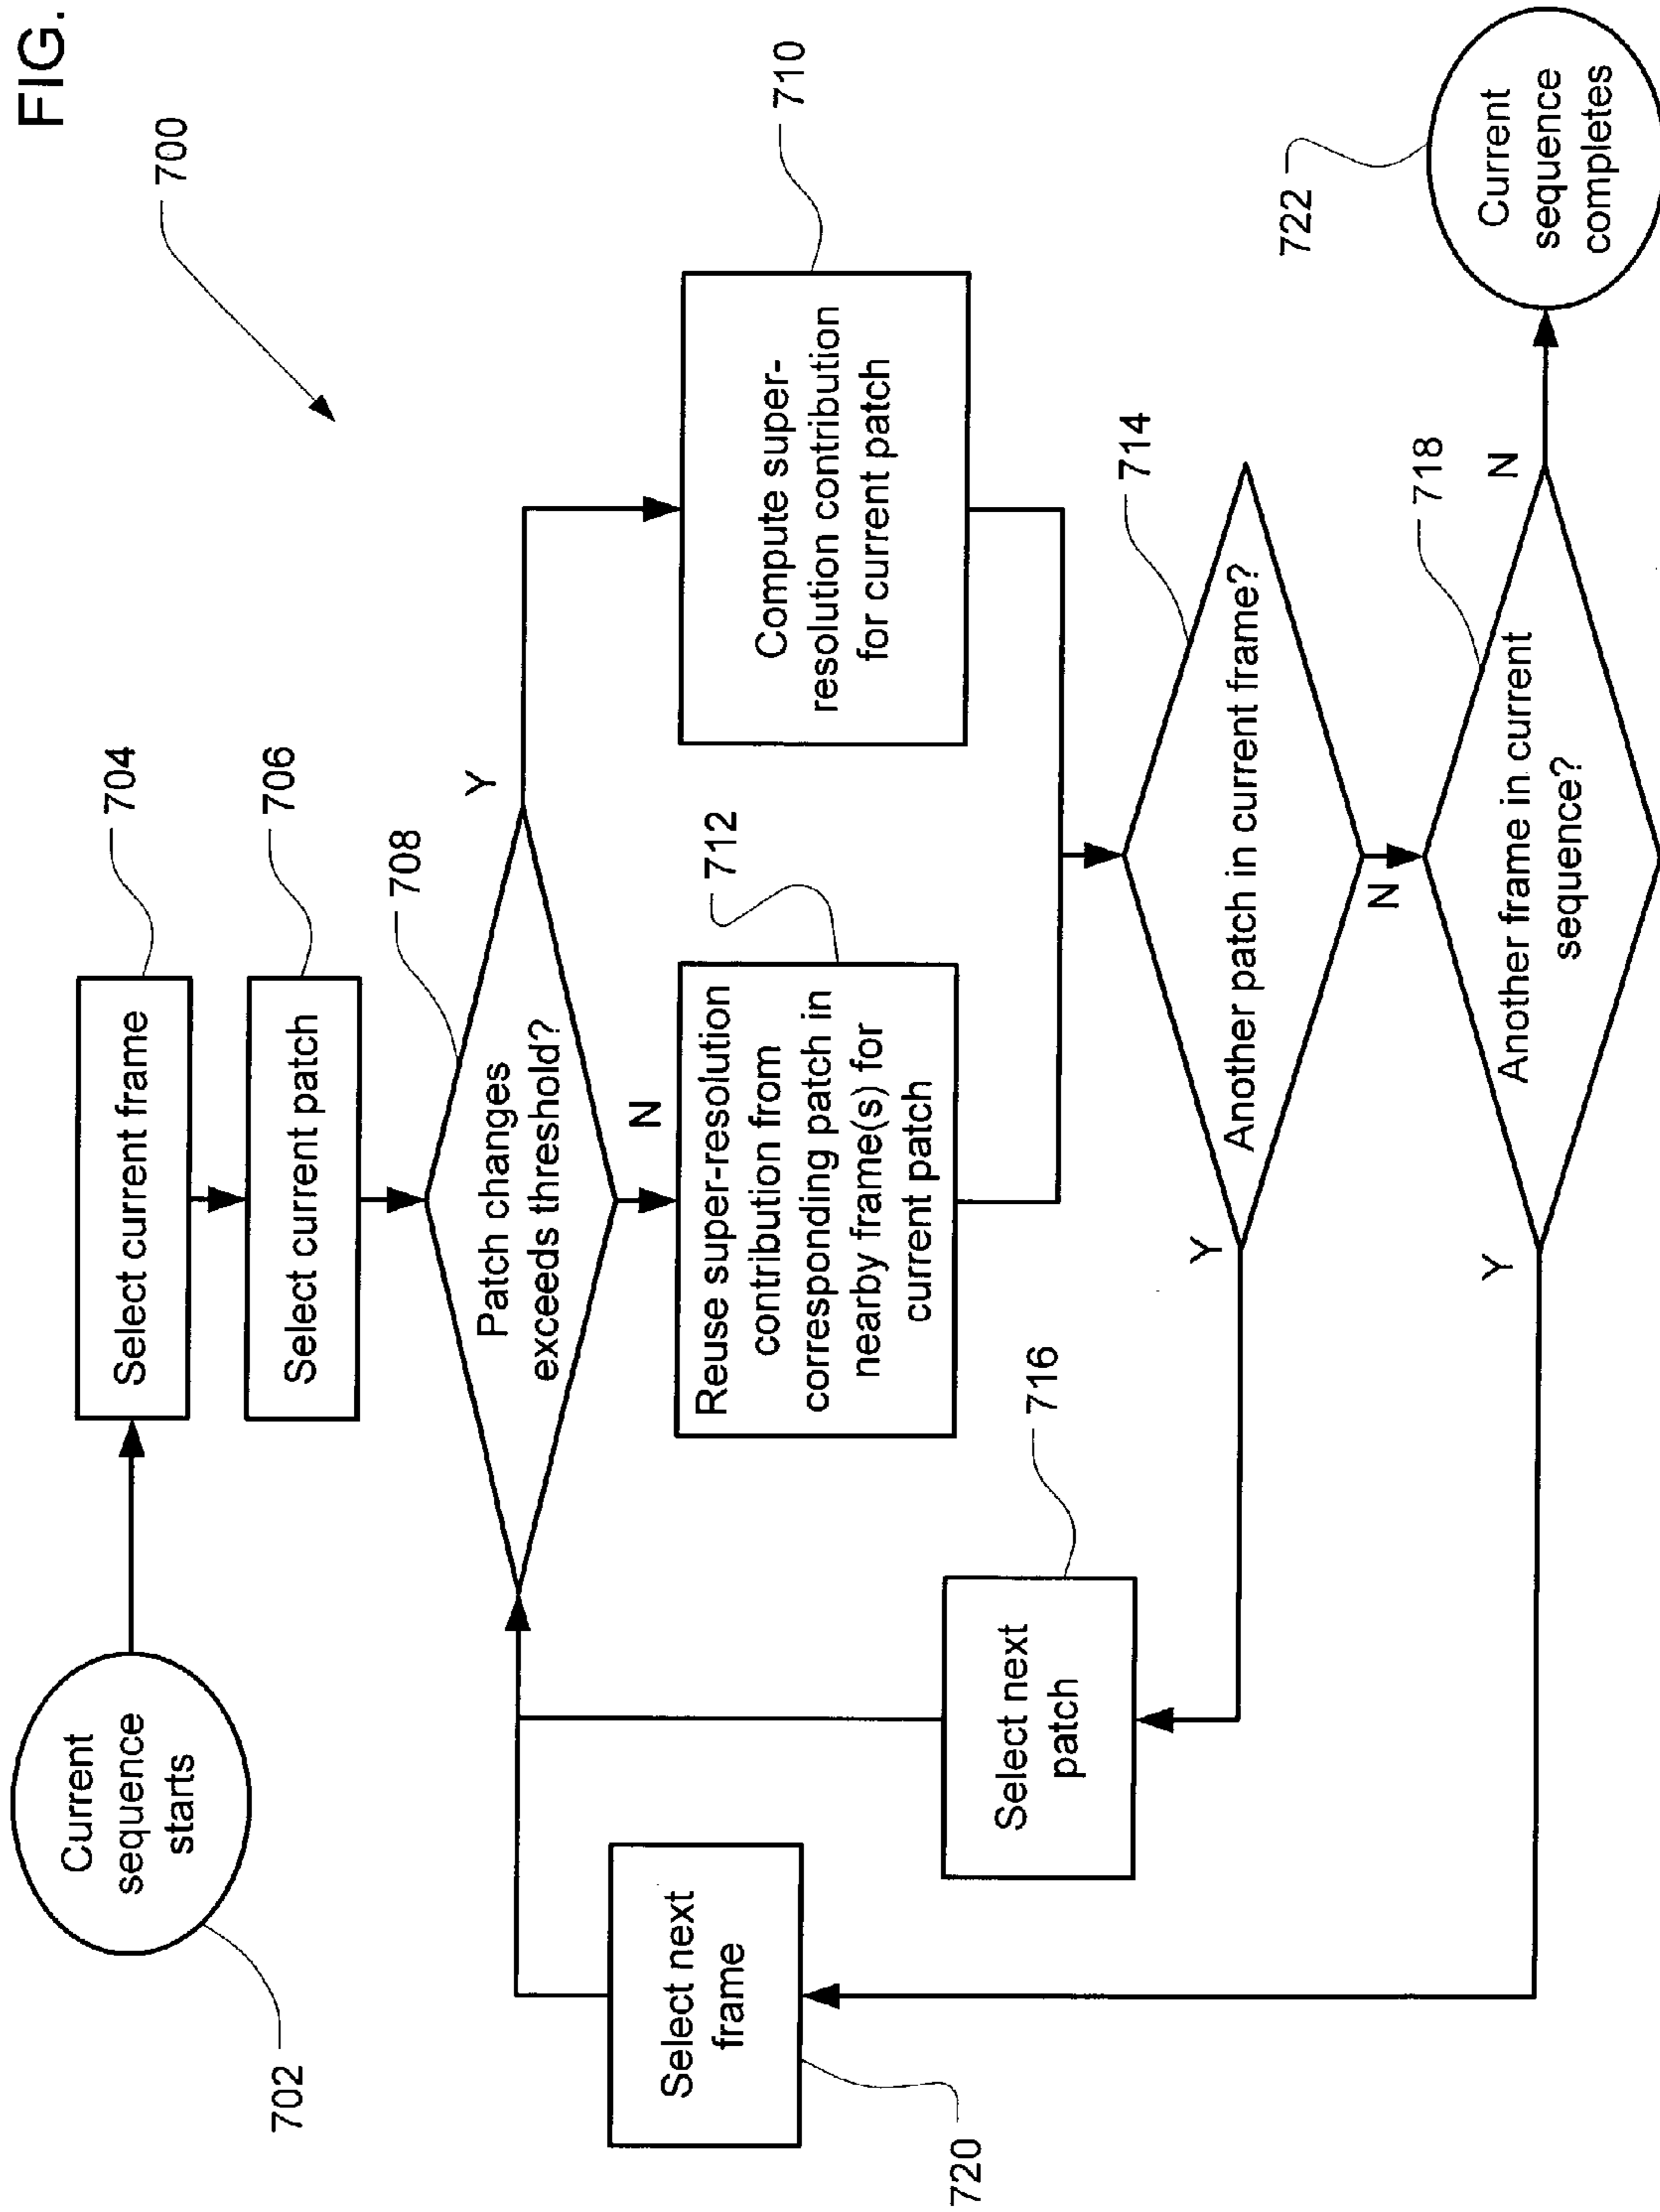 FIG.
700
Current
sequence
starts
702
Select current frame
704
Select current patch
706
Patch changes
exceeds threshold?
708
Y
N
Compute super-
resolution contribution
for current patch
710
Reuse super-resolution
contribution from
corresponding patch in
nearby frame(s) for
current patch
712
Another patch in current frame?
714
Y
N
Select next
patch
716
Another frame in current
sequence?
718
Y
N
Select next
frame
720
Current
sequence
completes
722